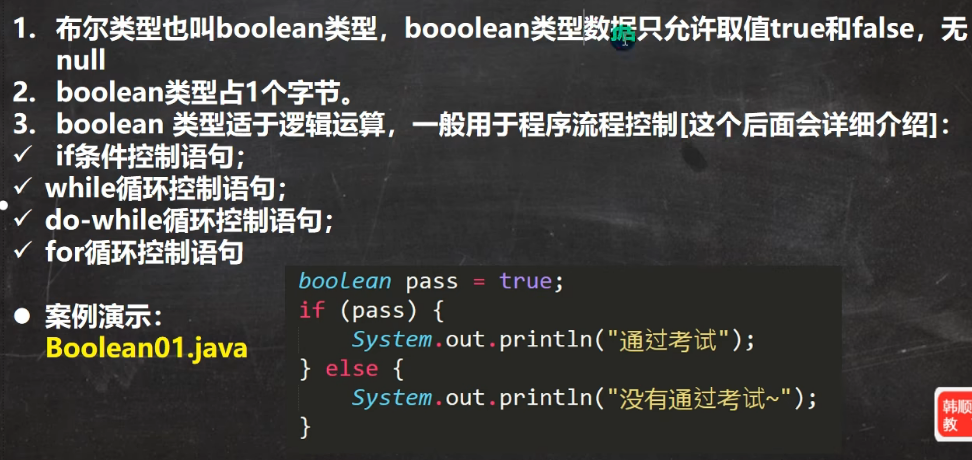 1. 布尔类型也叫boolean类型，booolean类型数据只允许取值true和false，无
null
2. boolean类型占1个字节。
3. boolean 类型适于逻辑运算，一般用于程序流程控制[这个后面会详细介绍]：
✓ if条件控制语句；
✓ while循环控制语句；
✓ do-while循环控制语句；
✓ for循环控制语句
● 案例演示：
Boolean01.java
boolean pass = true;
if (pass) {
System.out.println("通过考试");
} else {
System.out.println("没有通过考试~");
}
韩顺
教